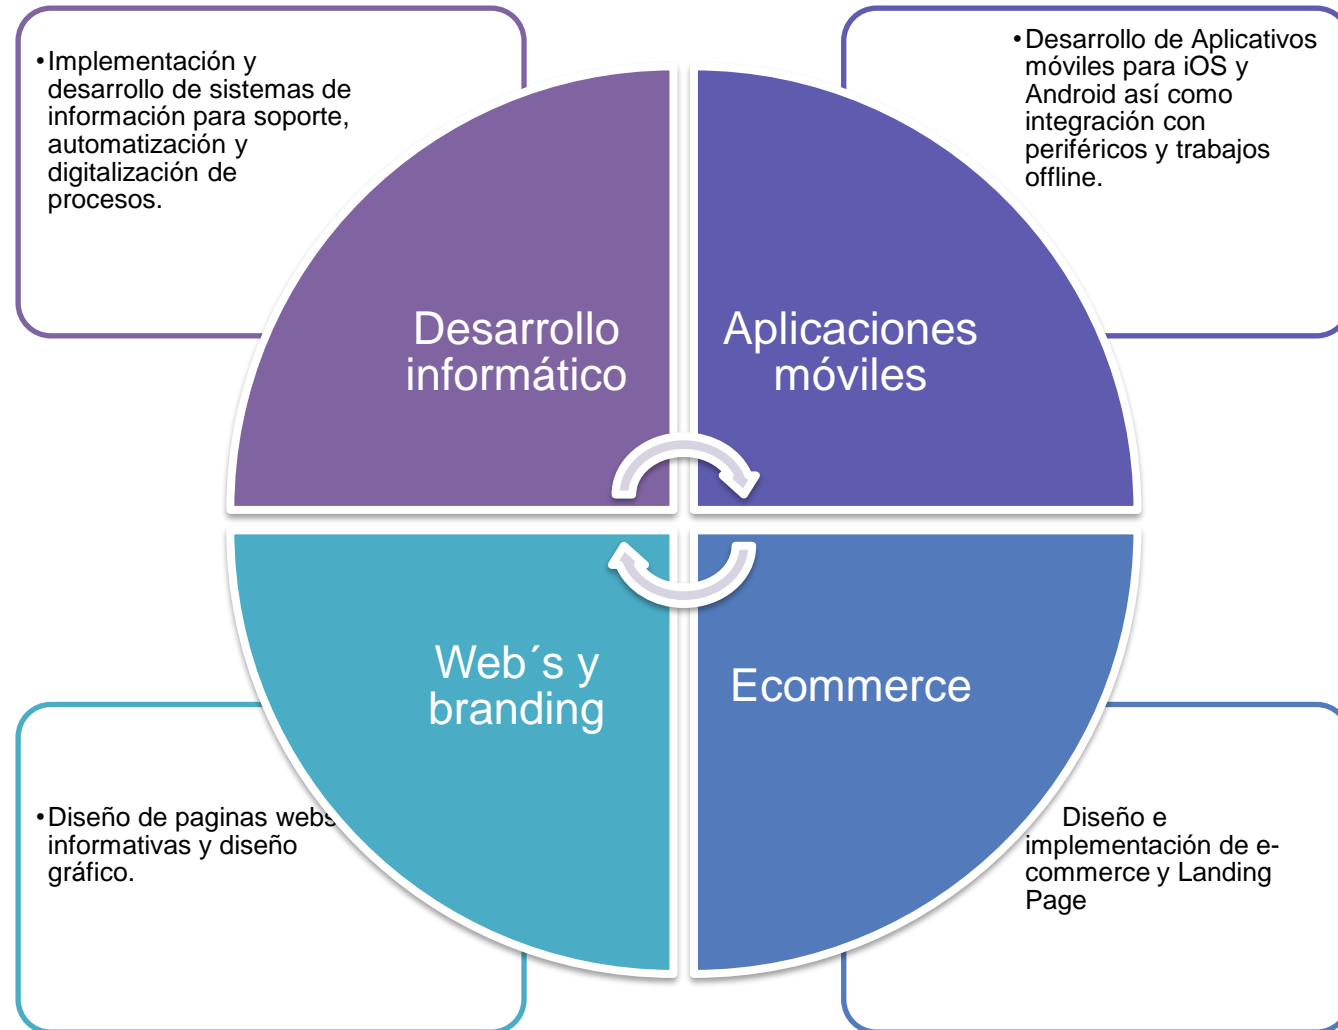 •Implementación y
desarrollo de sistemas de
información para soporte,
automatización y
digitalización de
procesos.
•Desarrollo de Aplicativos
móviles para iOS y
Android así como
integración con
periféricos y trabajos
offline.
Desarrollo
informático
Aplicaciones
móviles
Web´s y
branding
Ecommerce
•Diseño de paginas webs
informativas y diseño
gráfico.
Diseño e
implementación de e-
commerce y Landing
Page